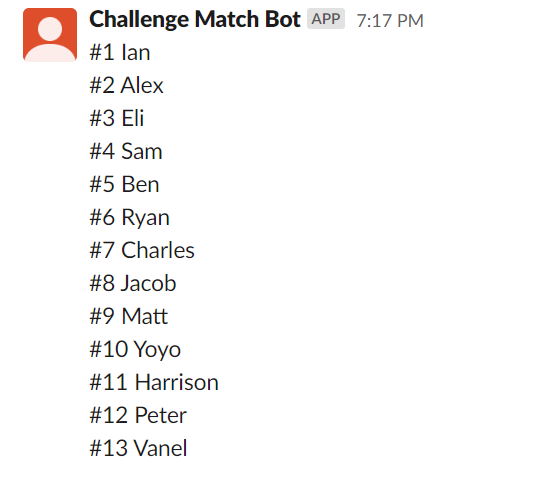 Challenge Match Bot APP 7:17 PM
#1 Ian
#2 Alex
#3 Eli
#4 Sam
#5 Ben
#6 Ryan
#7 Charles
#8 Jacob
#9 Matt
#10 Yoyo
#11 Harrison
#12 Peter
#13 Vanel